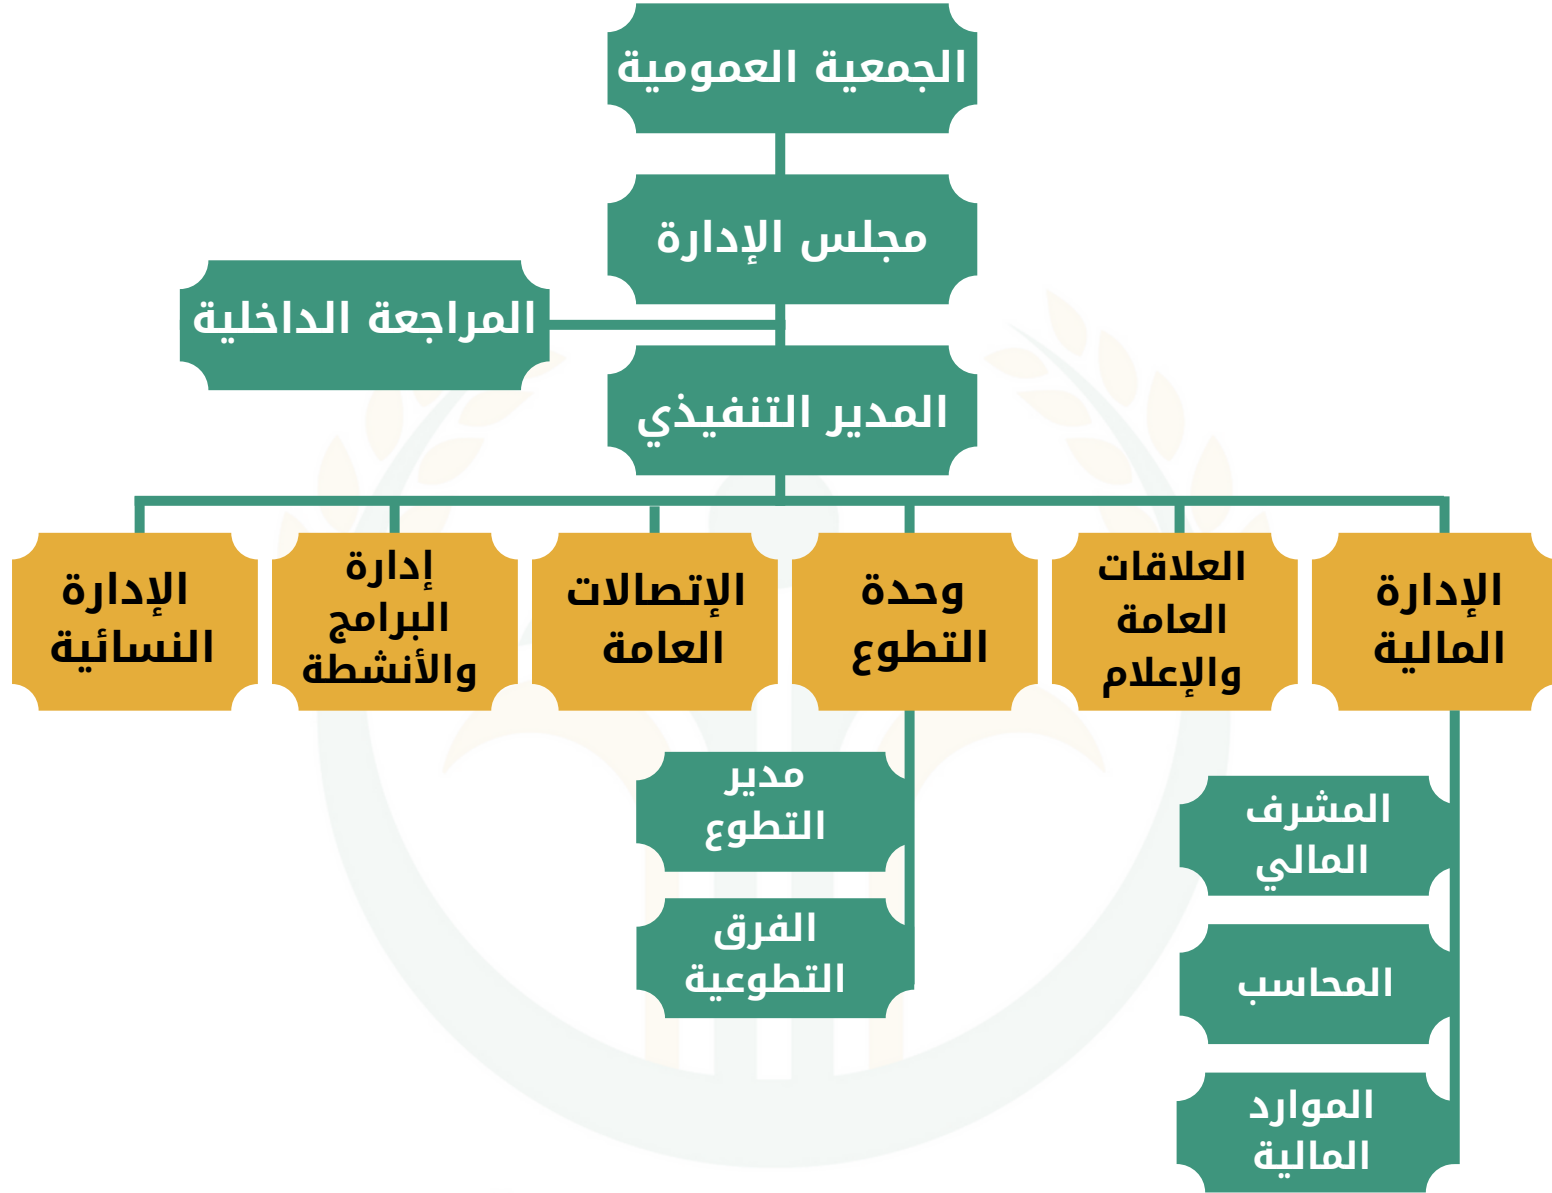 الجمعية العمومية
مجلس الإدارة
المراجعة الداخلية
المدير التنفيذي
الإدارة
المالية
العلاقات
العامة
والإعلام
وحدة
التطوع
الإتصالات
العامة
إدارة
البرامج
والأنشطة
الإدارة
النسائية
المشرف
المالي
المحاسب
الموارد
المالية
مدير
التطوع
الفرق
التطوعية